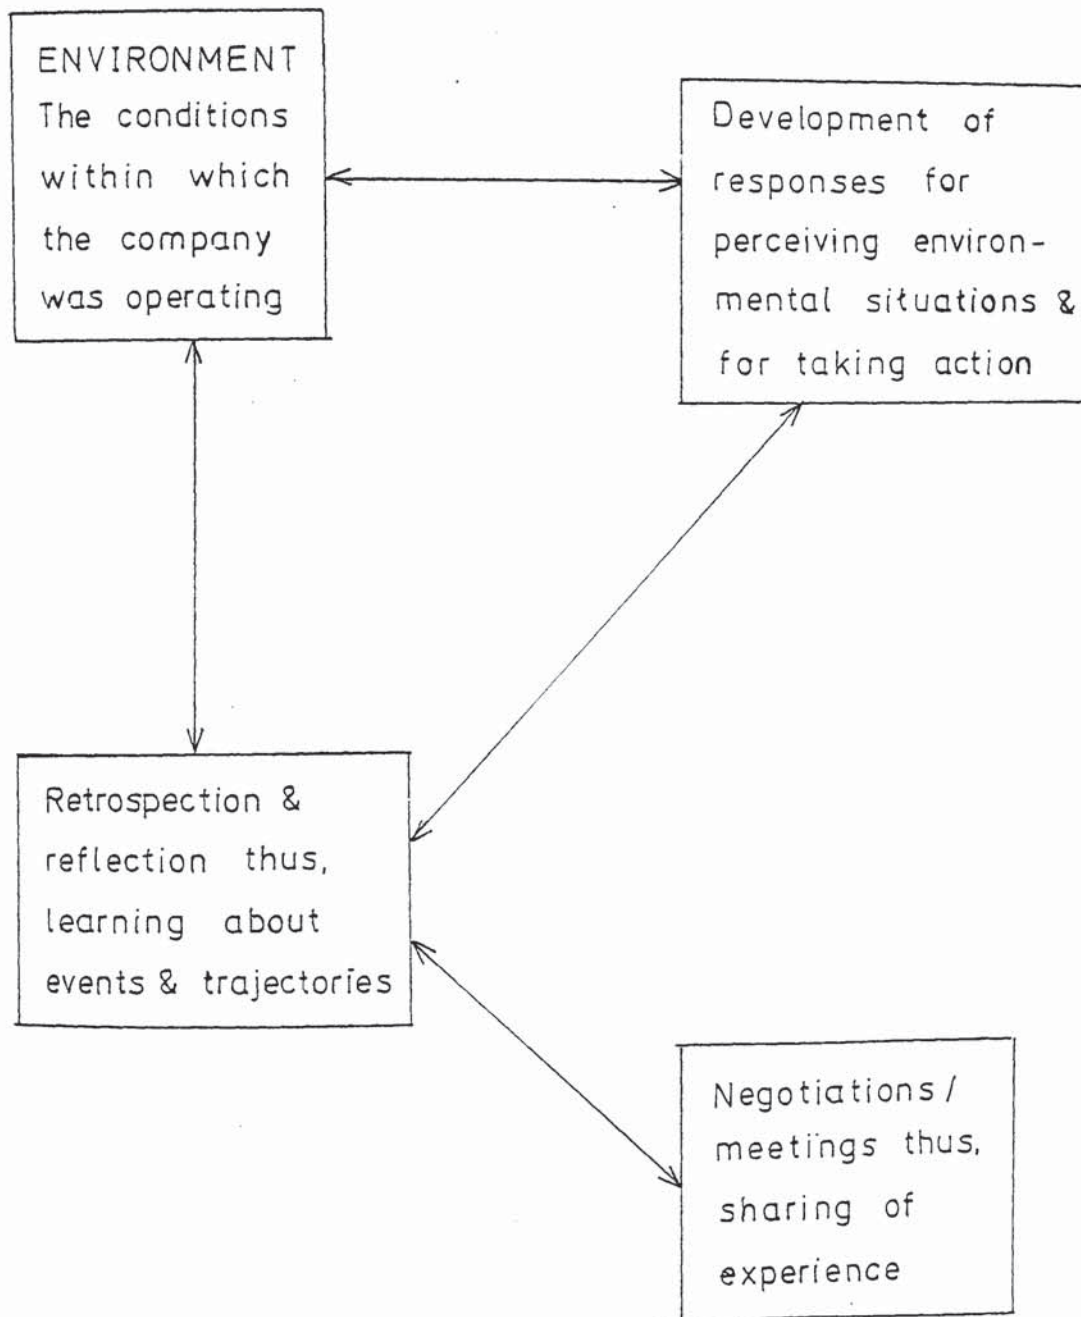 ENVIRONMENT
The conditions
within which
the company
was operating
Development of
responses for
perceiving environ-
mental situations &
for taking action
Retrospection &
reflection thus,
learning about
events & trajectories
Negotiations /
meetings thus,
sharing of
experience